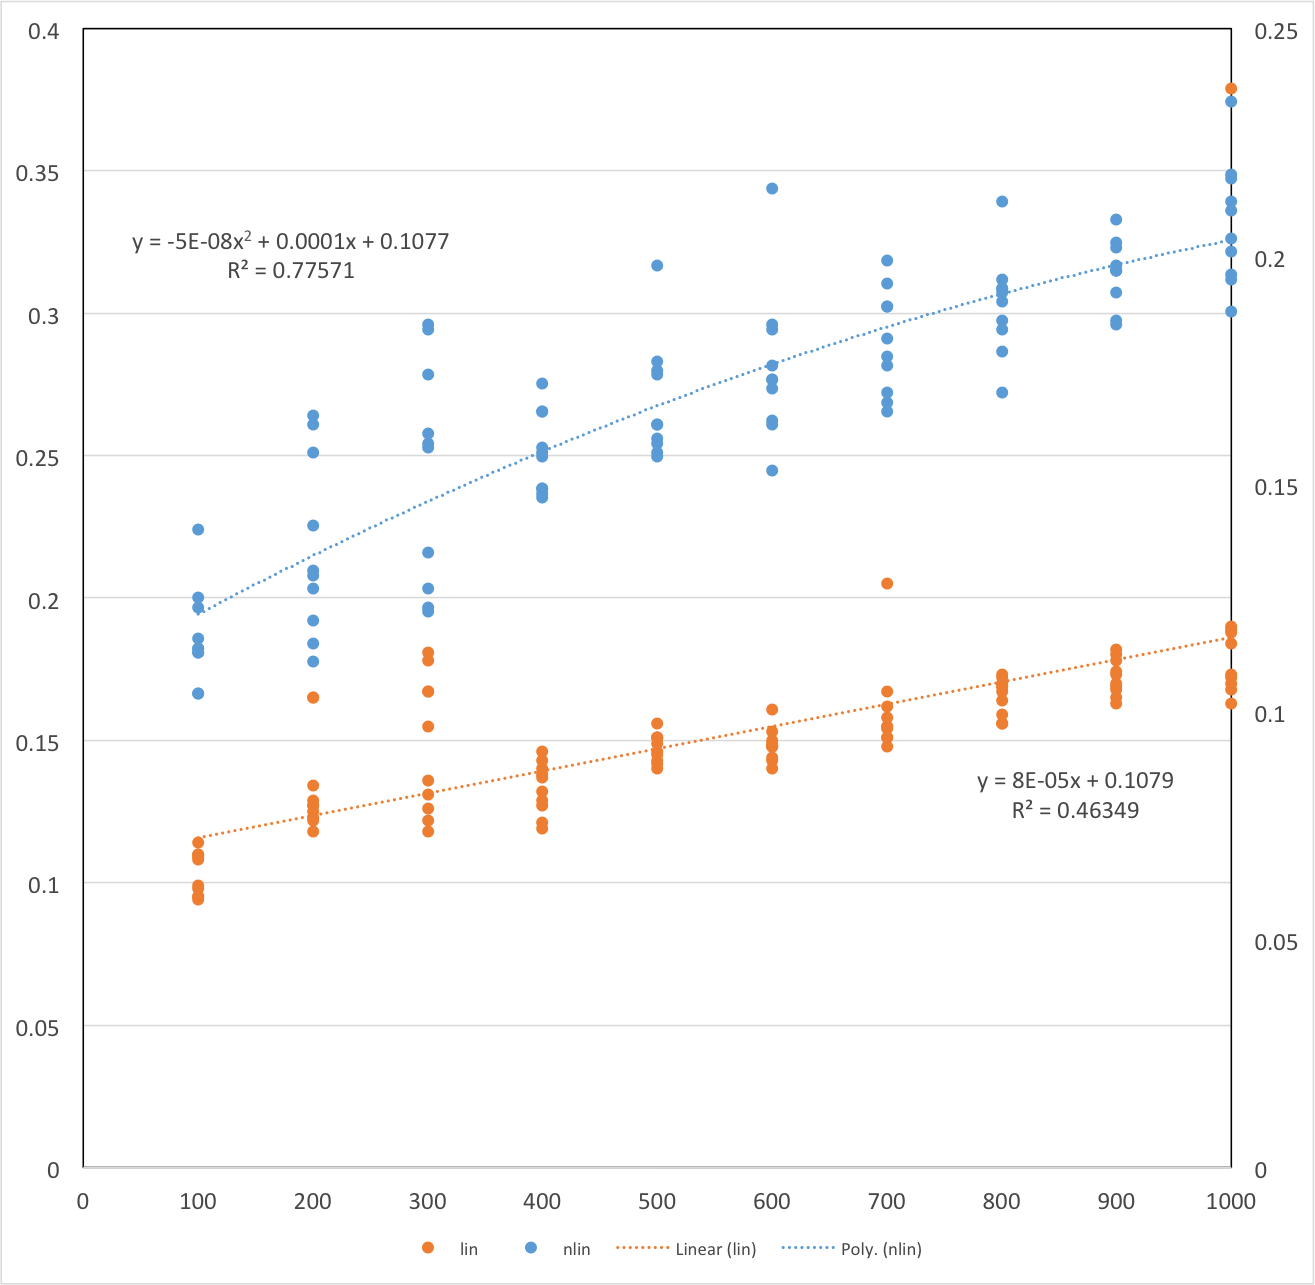 0.4
0.35
0.3
0.25
0.2
0.15
0.1
0.05
0
0.25
0.2
0.15
0.1
0.05
0
y = -5E-08x² + 0.0001x + 0.1077
R² = 0.77571
y = 8E-05x + 0.1079
R² = 0.46349
0 100 200 300 400 500 600 700 800 900 1000
lin nlin Linear (lin) Poly. (nlin)